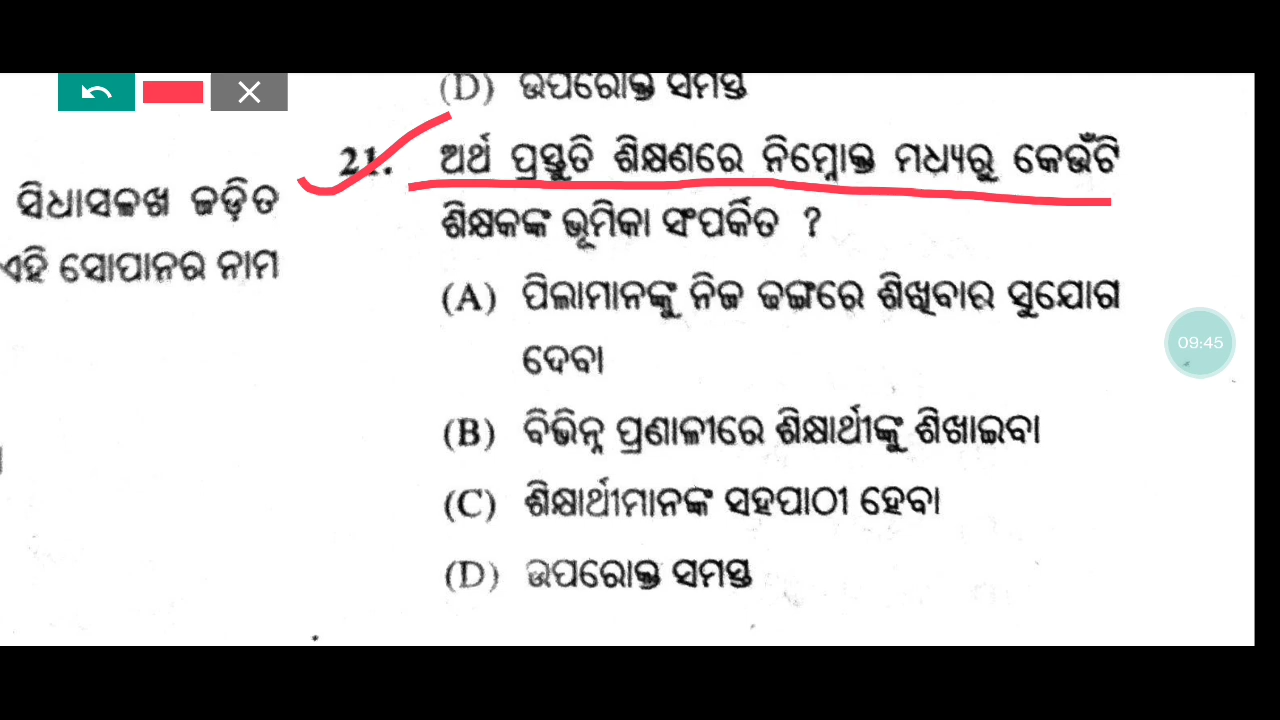 (D) ଉପରୋକ୍ତ ସମସ୍ତ
21. ଅର୍ଥ ପ୍ରସ୍ତୁତି ଶିକ୍ଷଣରେ ନିମ୍ନୋକ୍ତ ମଧ୍ୟରୁ କେଉଁଟି
ଶିକ୍ଷକଙ୍କ ଭୂମିକା ସଂପର୍କିତ ?
(A) ପିଲାମାନଙ୍କୁ ନିଜ ଢଙ୍ଗରେ ଶିଖିବାର ସୁଯୋଗ
ଦେବା
(B) ବିଭିନ୍ନ ପ୍ରଣାଳୀରେ ଶିକ୍ଷାର୍ଥୀଙ୍କୁ ଶିଖାଇବା
(C) ଶିକ୍ଷାର୍ଥୀମାନଙ୍କ ସହପାଠୀ ହେବା
(D) ଉପରୋକ୍ତ ସମସ୍ତ
ସିଧାସଳଖ ଜଡ଼ିତ
ଏହି ସୋପାନର ନାମ
09:45